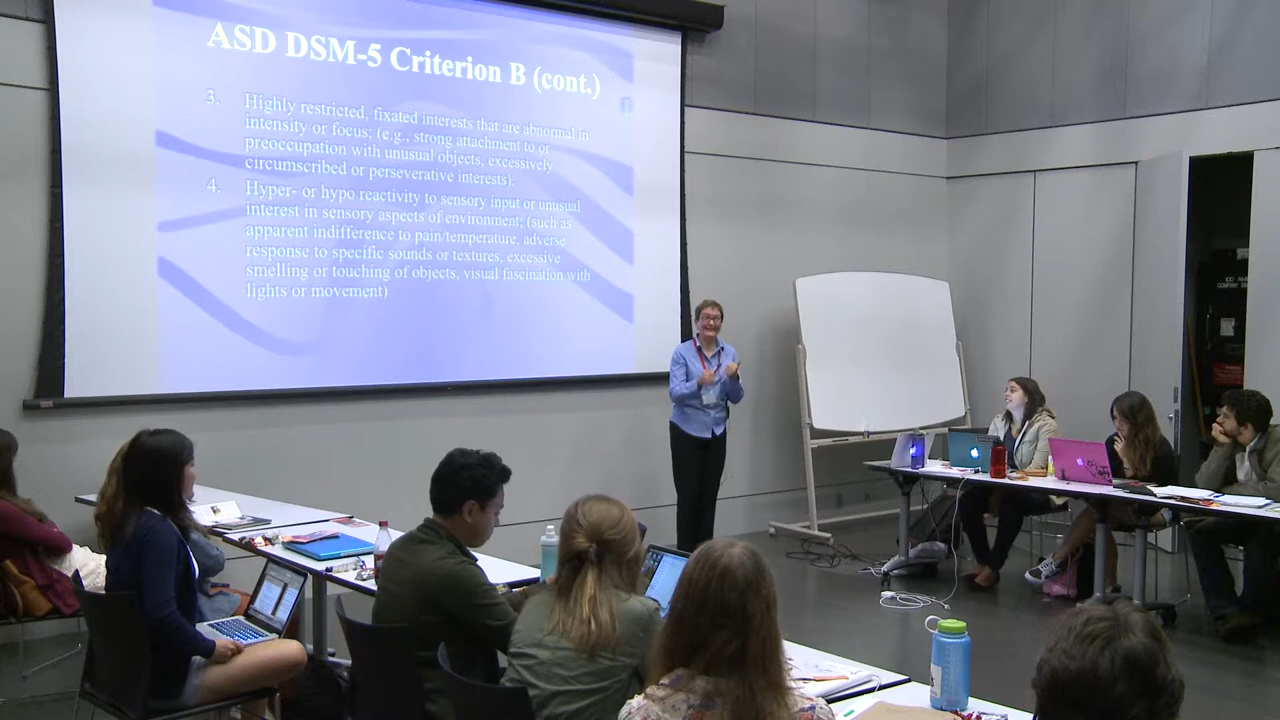 ASD DSM-5 Criterion B (cont.)
3. Highly restricted, fixated interests that are abnormal in
intensity or focus; (e.g., strong attachment to or
preoccupation with unusual objects, excessively
circumscribed or perseverative interests).
4. Hyper- or hypo reactivity to sensory input or unusual
interest in sensory aspects of environment; (such as
apparent indifference to pain/temperature, adverse
response to specific sounds or textures, excessive
smelling or touching of objects, visual fascination with
lights or movement)